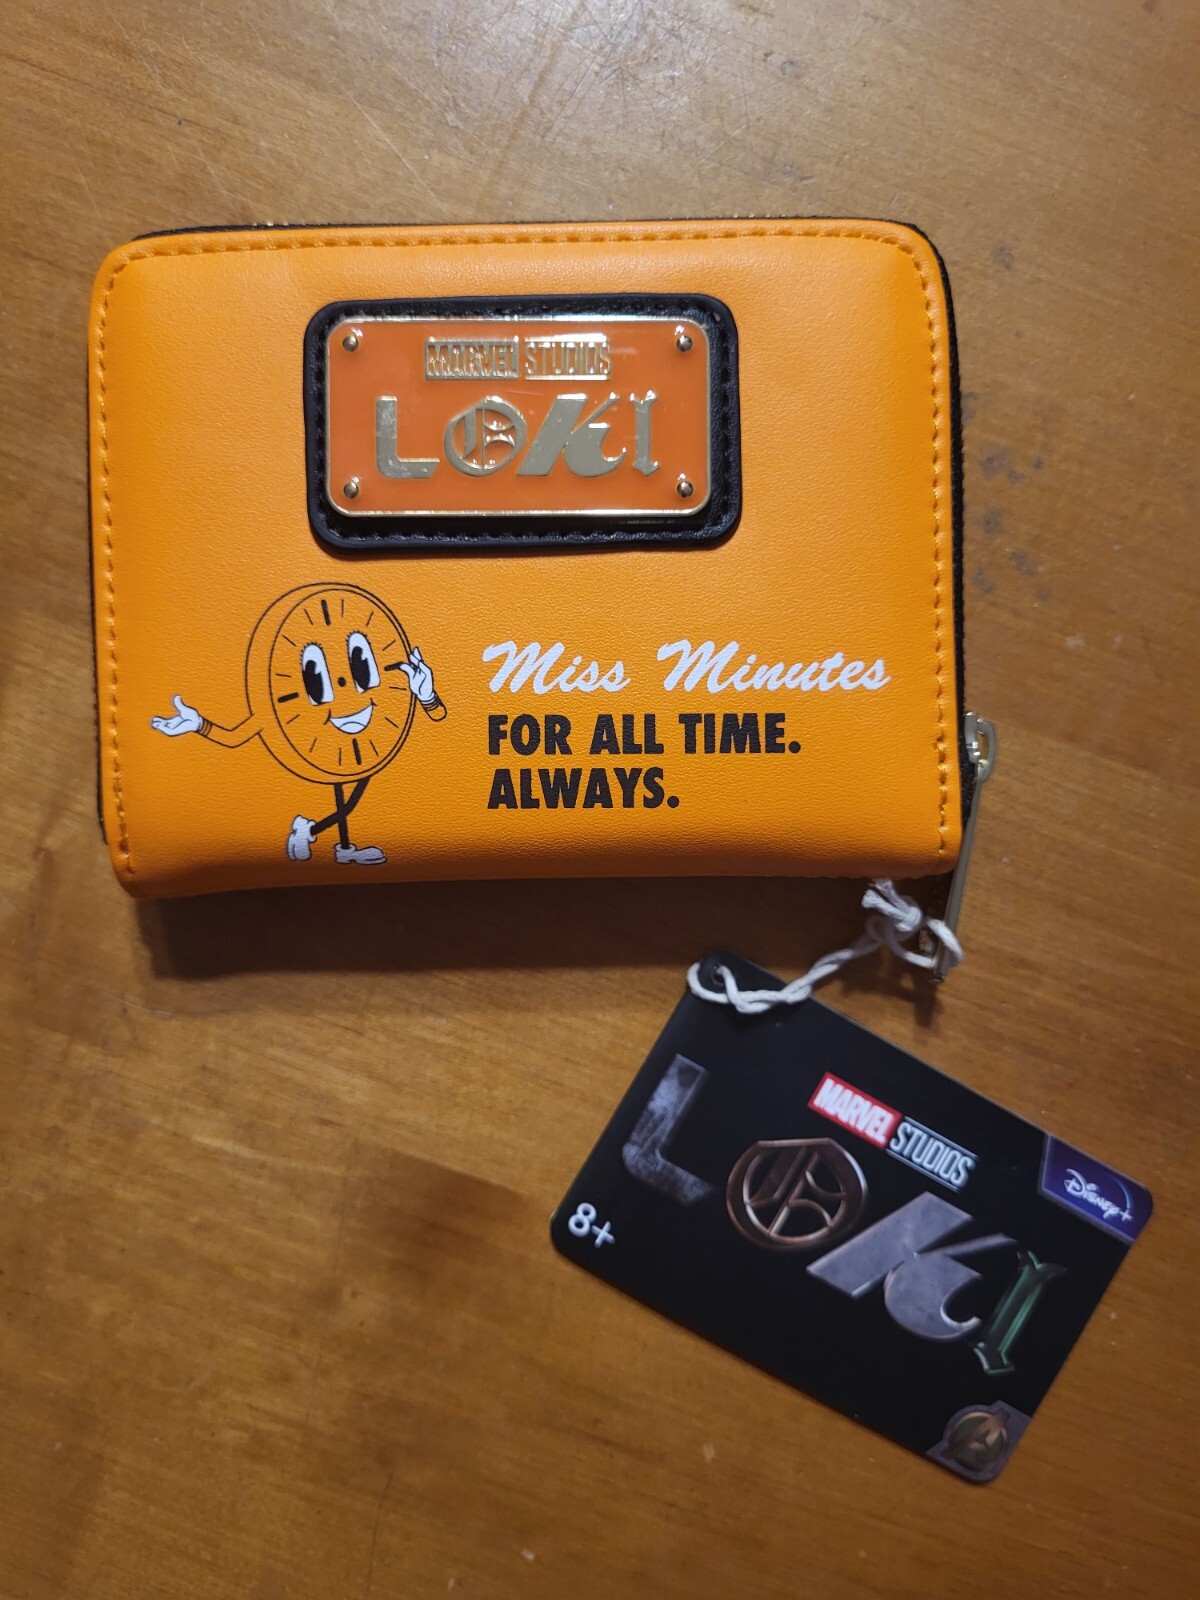 MARVEL STUDIOS
LOKI
Miss Minutes
FOR ALL TIME.
ALWAYS.
MARVEL STUDIOS
LOKI
Disney+
8+